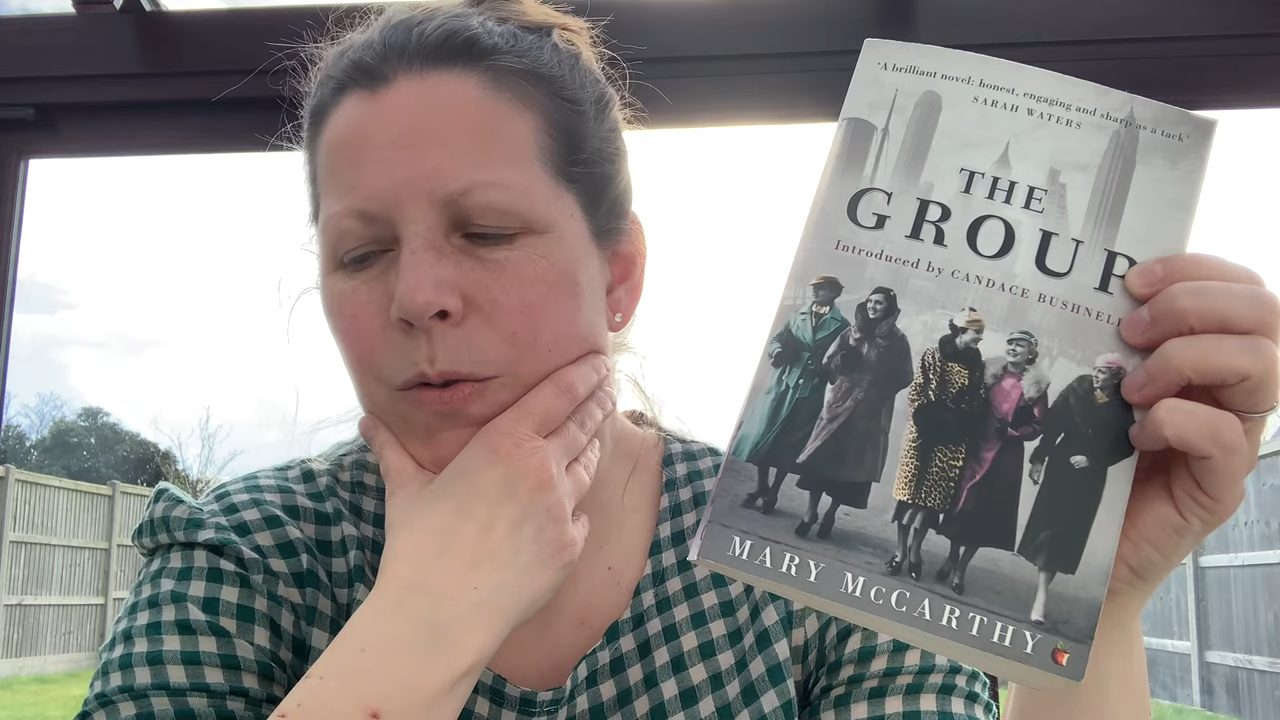 ‘A brilliant novel: honest, engaging and sharp as a tack’
SARAH WATERS
THE
GROUP
Introduced by CANDACE BUSHNELL
MARY McCARTHY